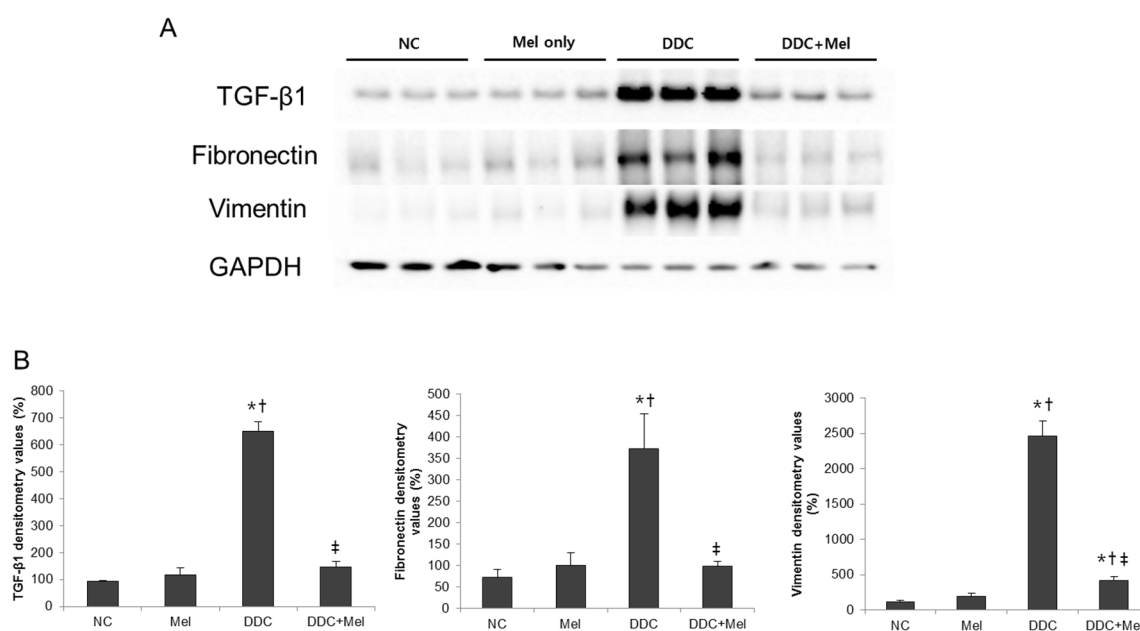 A
NC Mel only DDC DDC+Mel
TGF-β1
Fibronectin
Vimentin
GAPDH
B
TGF-β1 densitometry values (%)
800
700
600
500
400
300
200
100
0
*†
‡
NC Mel DDC DDC+Mel
Fibronectin densitometry
values (%)
500
450
400
350
300
250
200
150
100
50
0
*†
‡
NC Mel DDC DDC+Mel
Vimentin densitometry values
(%)
3000
2500
2000
1500
1000
500
0
*†
*†‡
NC Mel DDC DDC+Mel